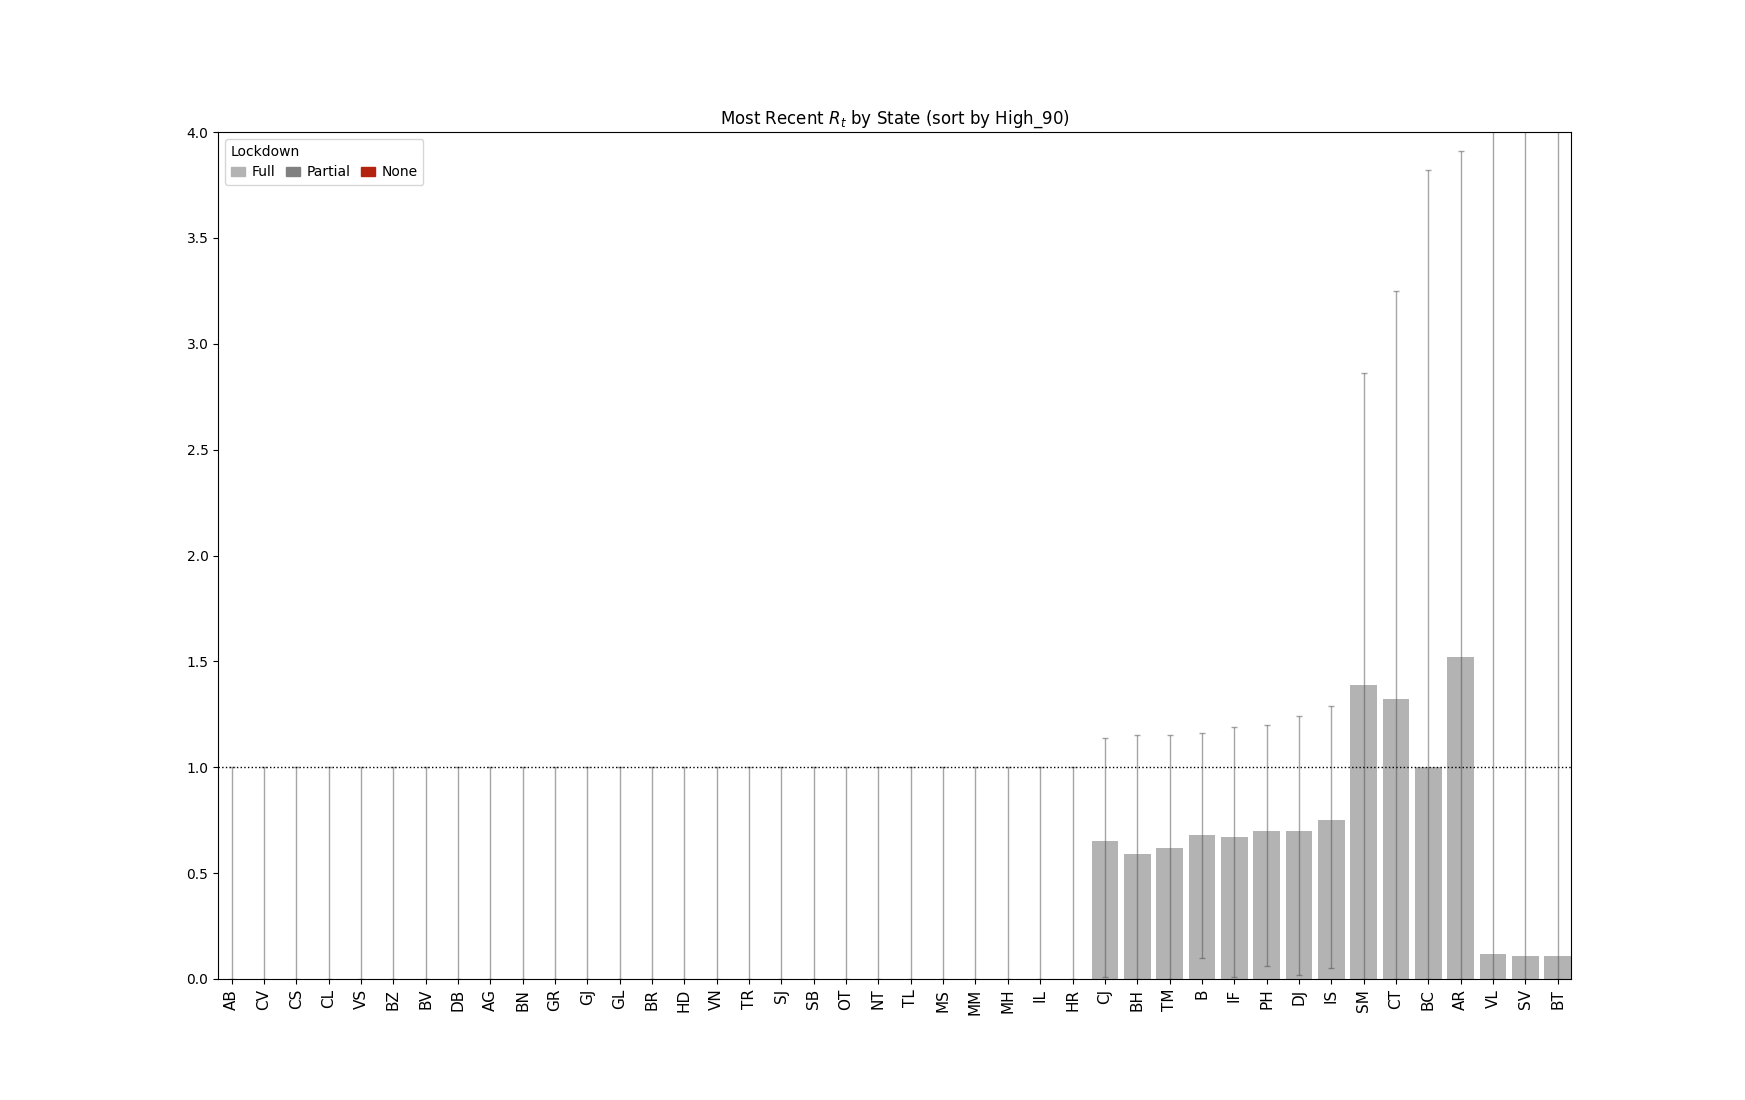 Most Recent R_t by State (sort by High_90)
Lockdown
Full Partial None
4.0
3.5
3.0
2.5
2.0
1.5
1.0
0.5
0.0
AB CV CS CL VS BZ BV DB AG BN GR GJ GL BR HD VN TR SJ SB OT NT TL MS MM MH IL HR CJ BH TM B IF PH DJ IS SM CT BC AR VL SV BT